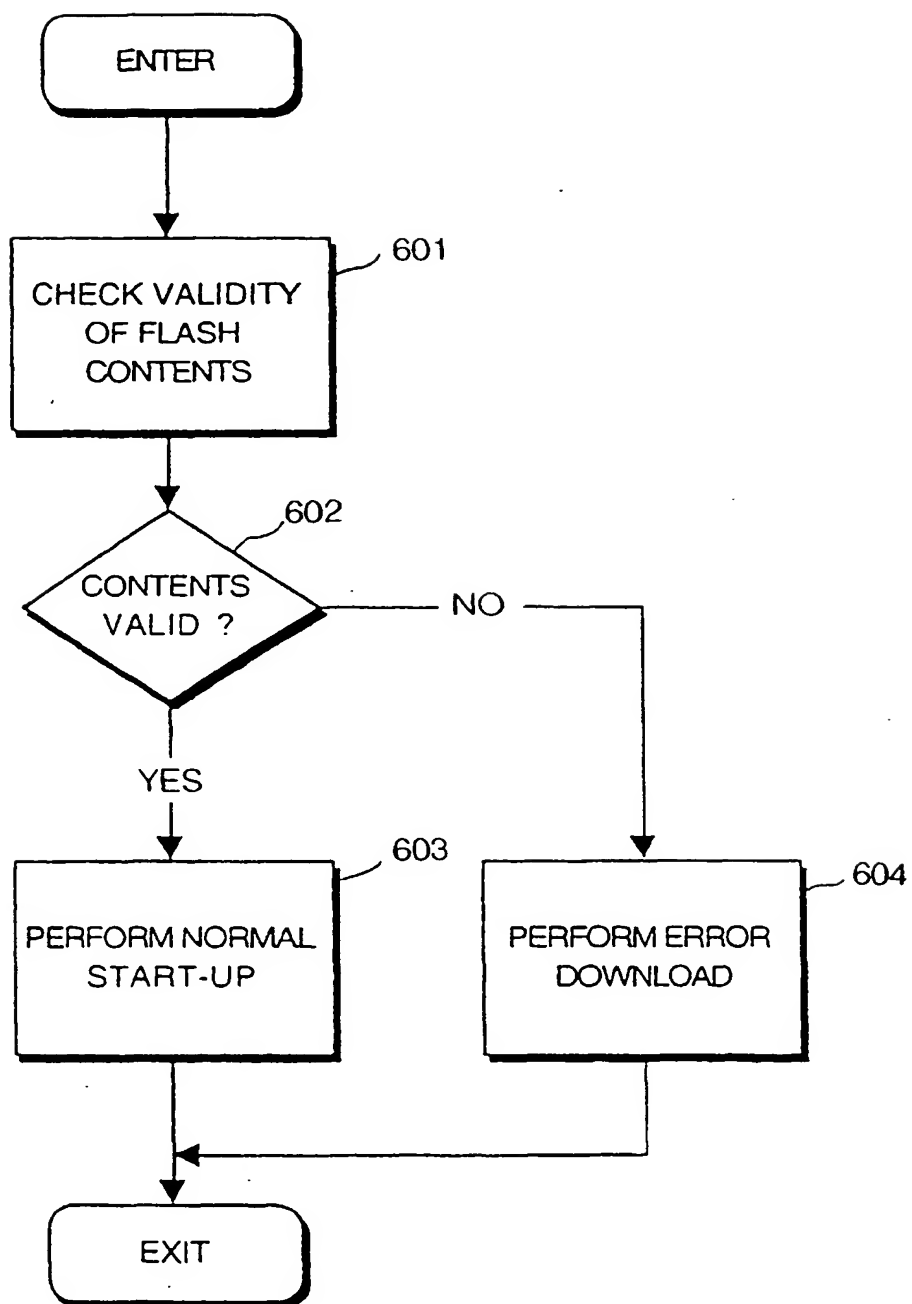 ENTER
601
CHECK VALIDITY
OF FLASH
CONTENTS
602
CONTENTS
VALID ?
NO
YES
603
PERFORM NORMAL
START-UP
604
PERFORM ERROR
DOWNLOAD
EXIT